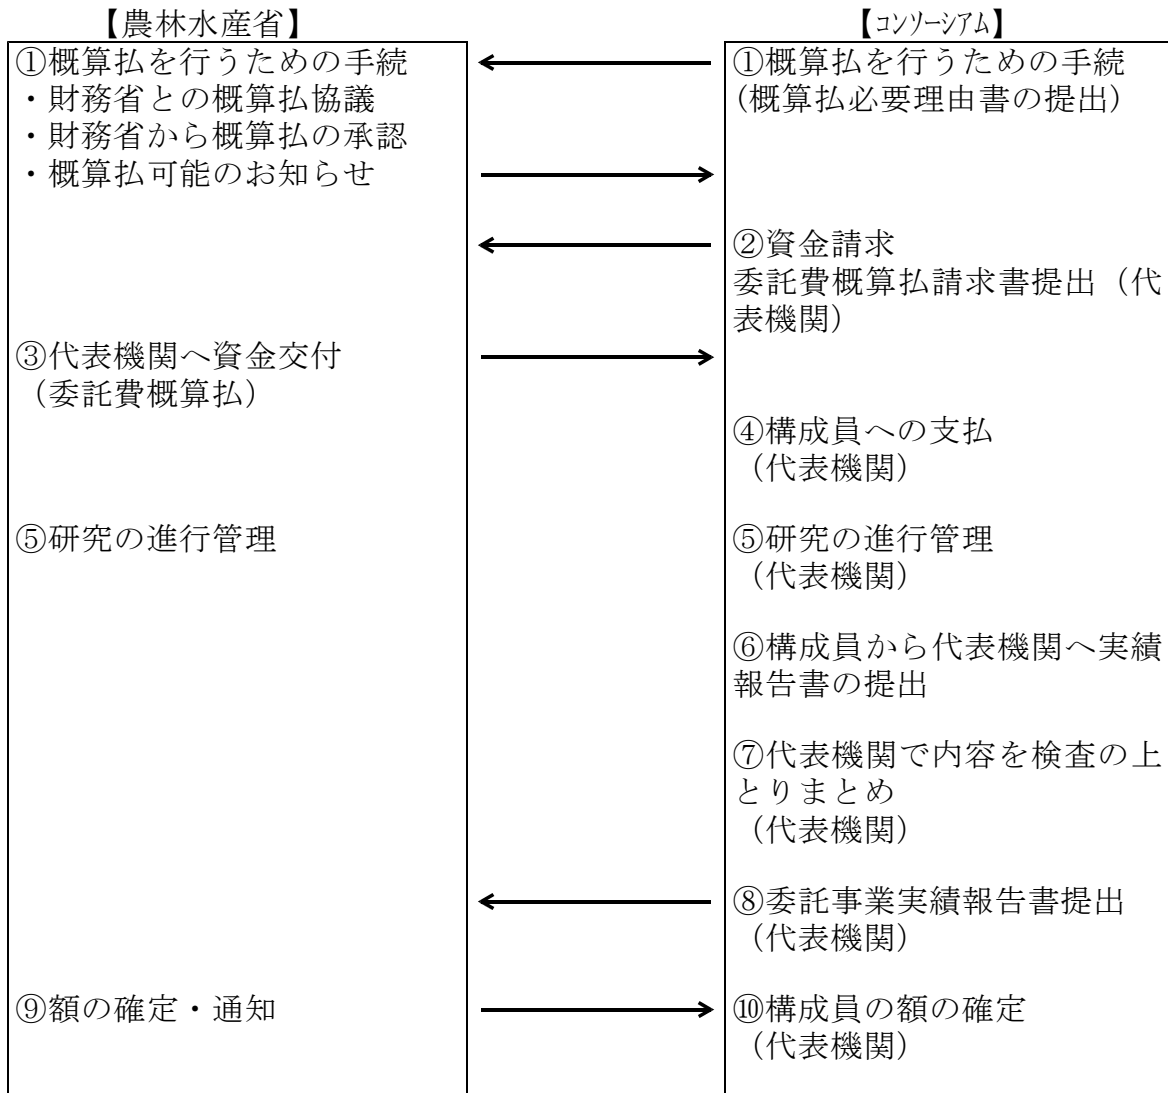 【農林水産省】
【ｺﾝｿｰｼｱﾑ】
①概算払を行うための手続
・財務省との概算払協議
・財務省から概算払の承認
・概算払可能のお知らせ
①概算払を行うための手続
(概算払必要理由書の提出)
②資金請求
委託費概算払請求書提出（代
表機関）
③代表機関へ資金交付
（委託費概算払）
④構成員への支払
（代表機関）
⑤研究の進行管理
⑤研究の進行管理
（代表機関）
⑥構成員から代表機関へ実績
報告書の提出
⑦代表機関で内容を検査の上
とりまとめ
（代表機関）
⑧委託事業実績報告書提出
（代表機関）
⑨額の確定・通知
⑩構成員の額の確定
（代表機関）